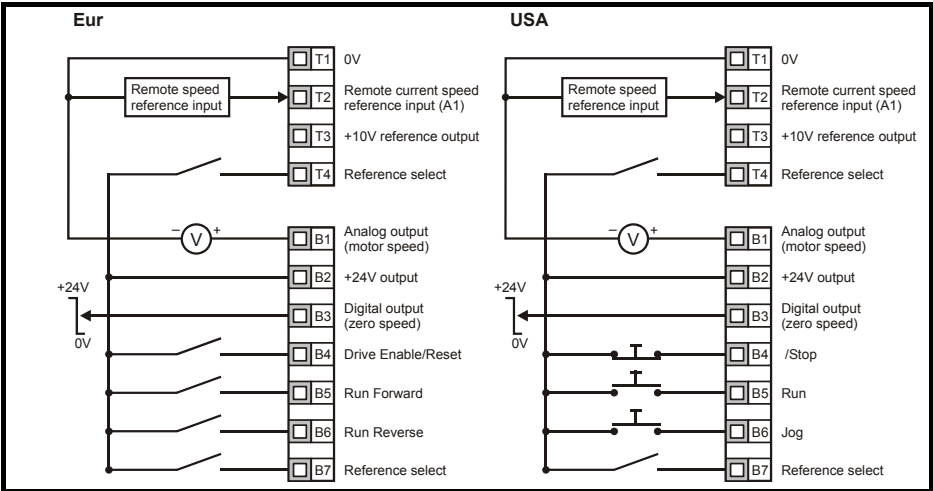 Eur
T1 0V
Remote speed
reference input
T2 Remote current speed
reference input (A1)
T3 +10V reference output
T4 Reference select
– V +
B1 Analog output
(motor speed)
B2 +24V output
+24V
0V
B3 Digital output
(zero speed)
B4 Drive Enable/Reset
B5 Run Forward
B6 Run Reverse
B7 Reference select
USA
T1 0V
Remote speed
reference input
T2 Remote current speed
reference input (A1)
T3 +10V reference output
T4 Reference select
– V +
B1 Analog output
(motor speed)
B2 +24V output
+24V
0V
B3 Digital output
(zero speed)
B4 /Stop
B5 Run
B6 Jog
B7 Reference select